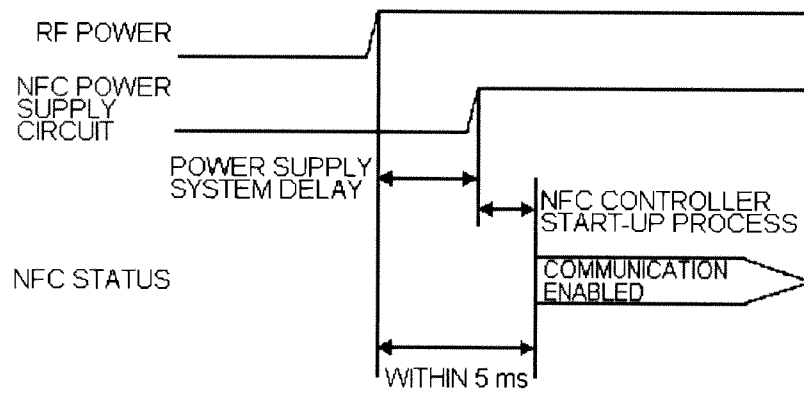 RF POWER
NFC POWER
SUPPLY
CIRCUIT
POWER SUPPLY
SYSTEM DELAY
NFC CONTROLLER
START-UP PROCESS
NFC STATUS
COMMUNICATION
ENABLED
WITHIN 5 ms